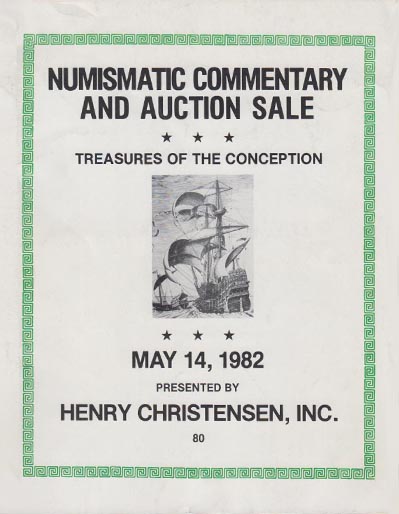 NUMISMATIC COMMENTARY
AND AUCTION SALE
★ ★ ★
TREASURES OF THE CONCEPTION
★ ★ ★
MAY 14, 1982
PRESENTED BY
HENRY CHRISTENSEN, INC.
80